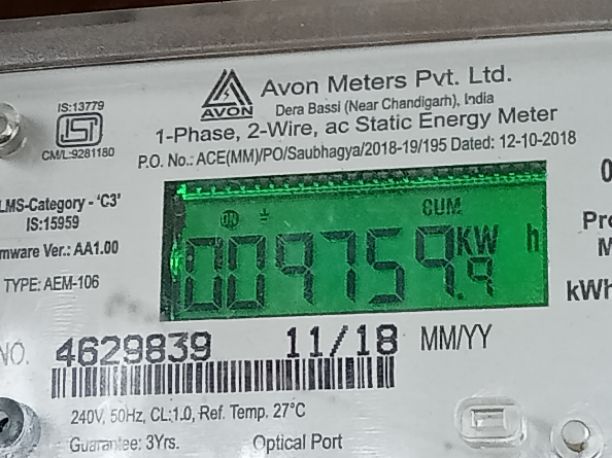 Avon Meters Pvt. Ltd.
AVON
Dera Bassi (Near Chandigarh), India
IS:13779
ISI
CM/L:9281180
1-Phase, 2-Wire, ac Static Energy Meter
P.O. No.: ACE(MM)/PO/Saubhagya/2018-19/195 Dated: 12-10-2018
LMS-Category - 'C3'
IS:15959
mware Ver.: AA1.00
TYPE: AEM-106
ON CUM
009759.9 KW h
Pro
M
kWh
NO. 4629839 11/18 MM/YY
240V, 50Hz, CL:1.0, Ref. Temp. 27°C
Guarantee: 3Yrs. Optical Port